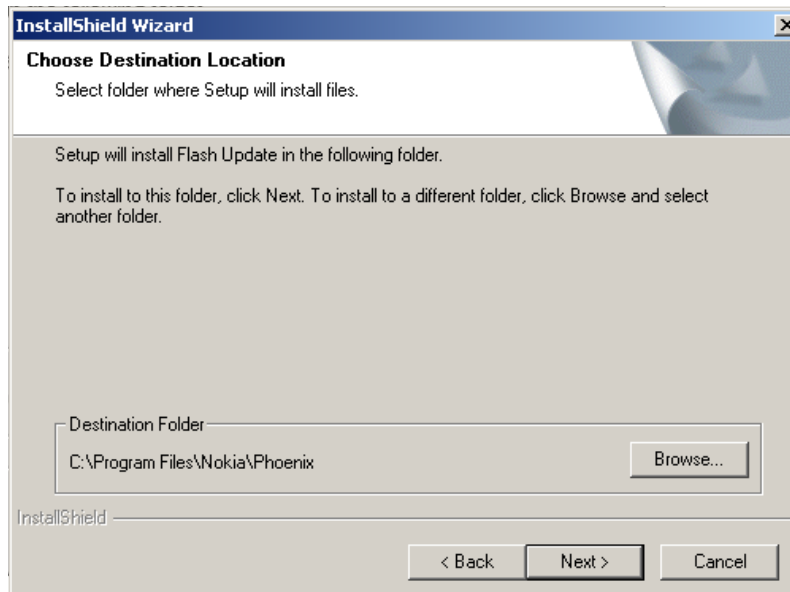 InstallShield Wizard
Choose Destination Location
Select folder where Setup will install files.
Setup will install Flash Update in the following folder.
To install to this folder, click Next. To install to a different folder, click Browse and select
another folder.
Destination Folder
C:\Program Files\Nokia\Phoenix
Browse...
InstallShield
< Back
Next >
Cancel